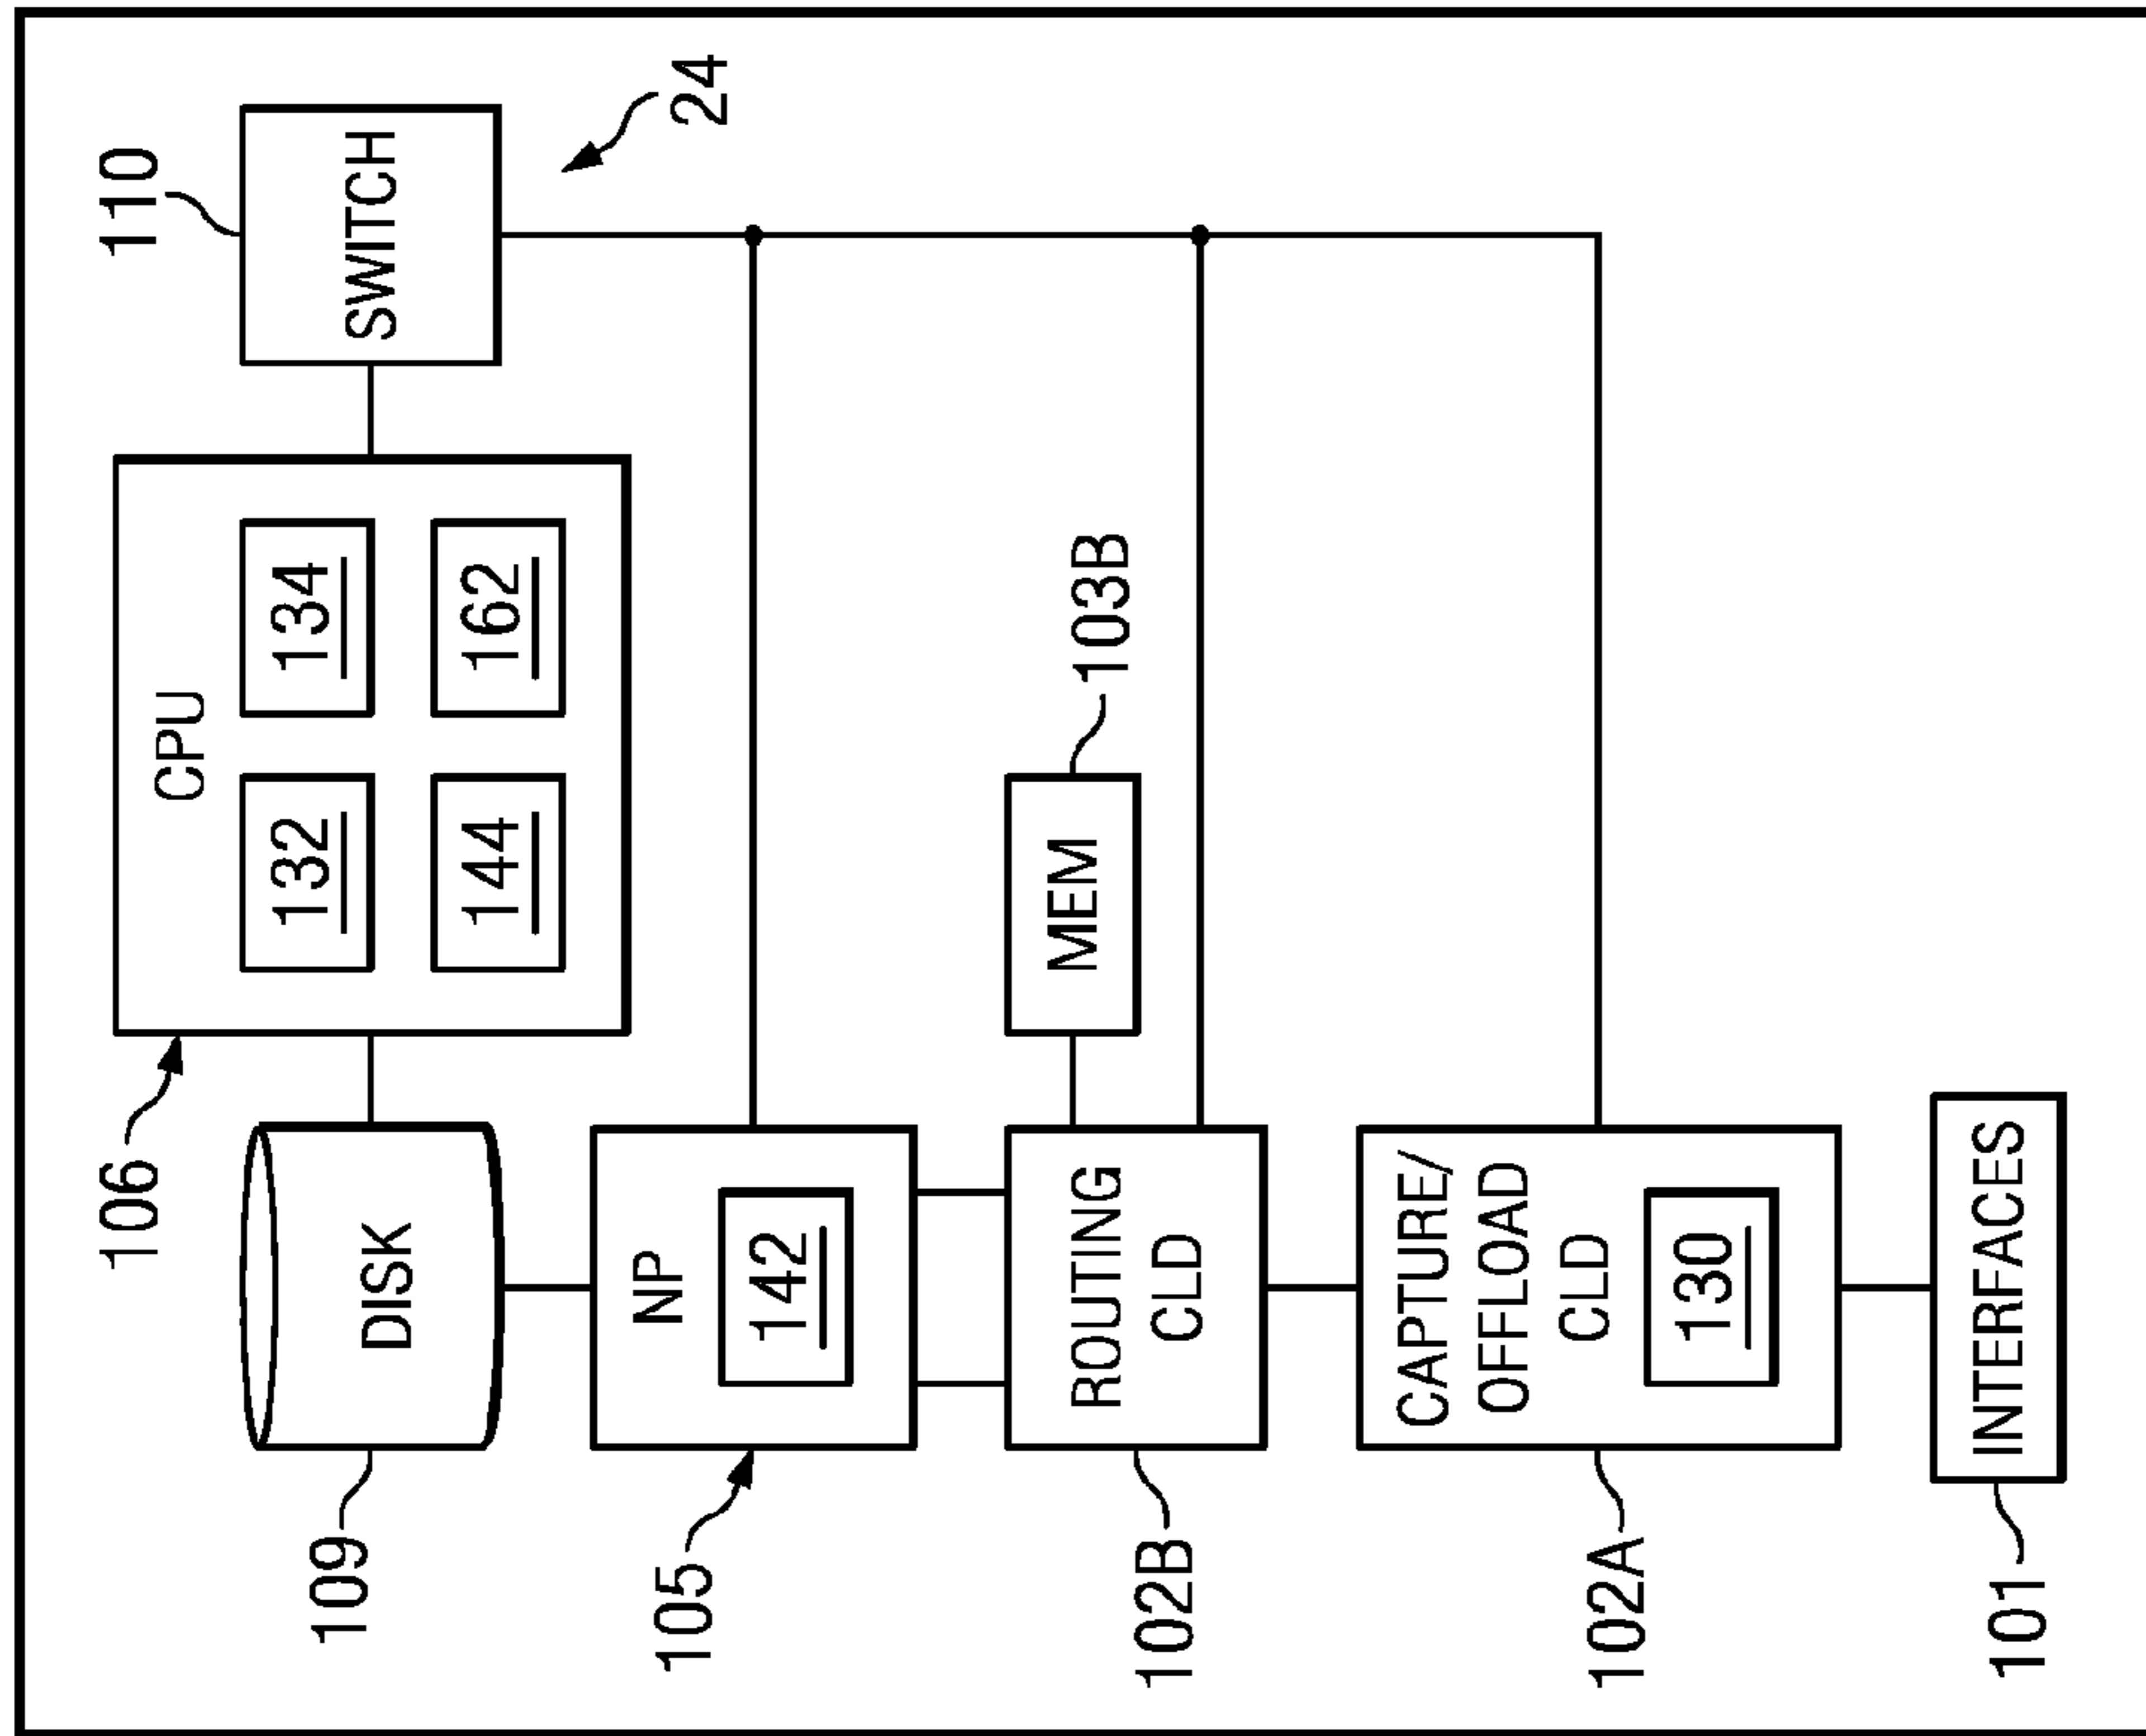 106
110
CPU
132
134
109
DISK
SWITCH
144
162
24
105
NP
142
MEM
103B
102B
ROUTING
CLD
102A
CAPTURE/
OFFLOAD
CLD
130
101
INTERFACES